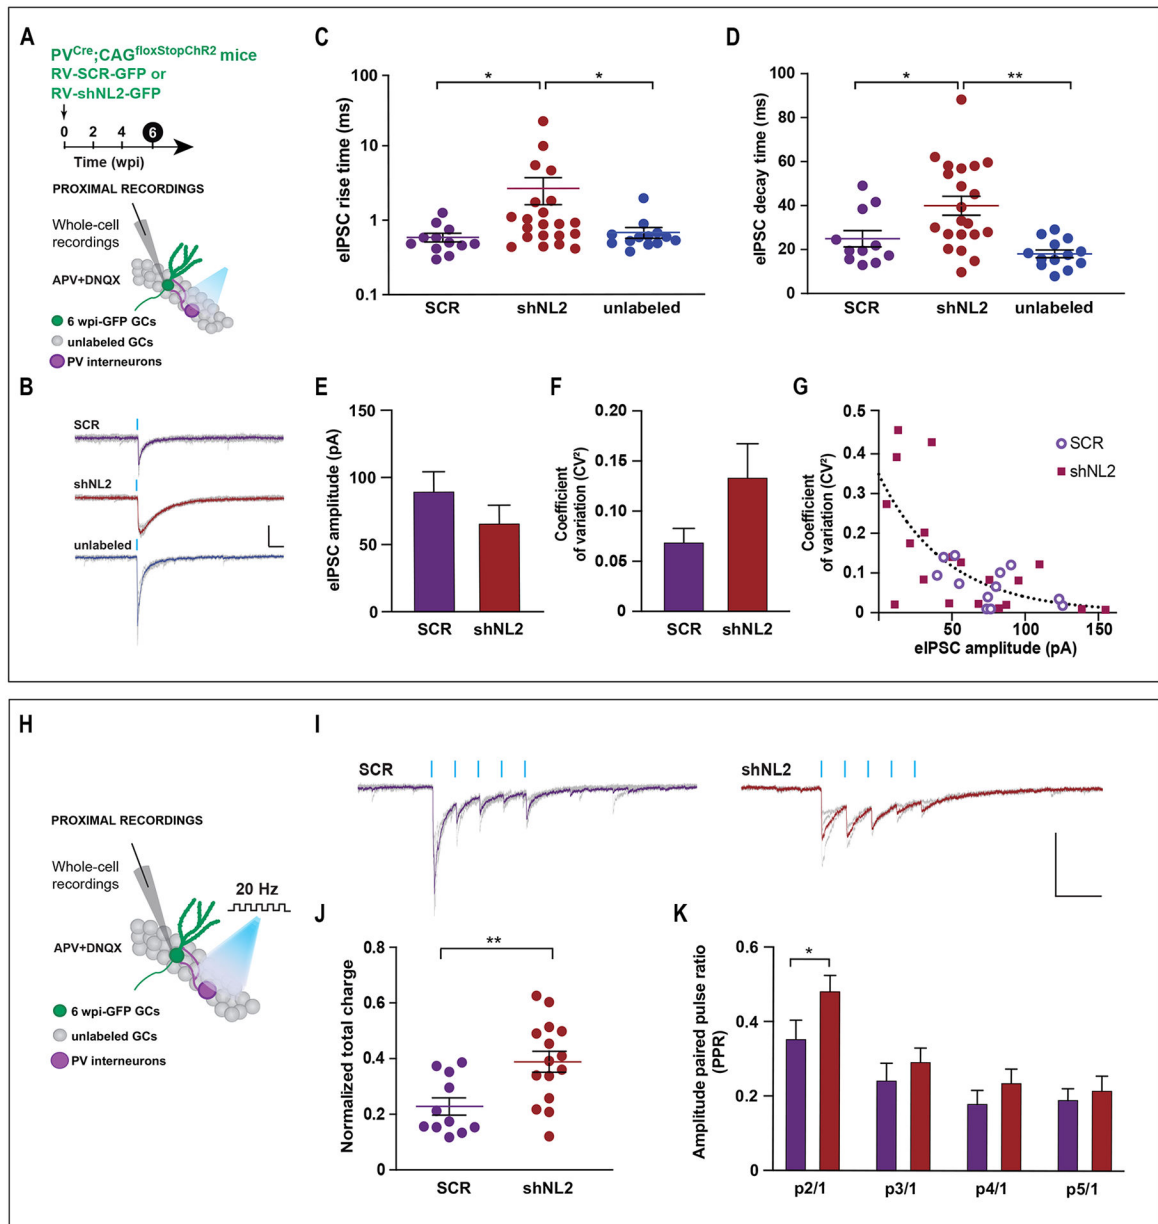 A
PV^Cre;CAG^floxStopChR2 mice
RV-SCR-GFP or
RV-shNL2-GFP
0 2 4 6
Time (wpi)
PROXIMAL RECORDINGS
Whole-cell
recordings
APV+DNQX
6 wpi-GFP GCs
unlabeled GCs
PV interneurons
B
SCR
shNL2
unlabeled
C
eIPSC rise time (ms)
100
10
1
0.1
* *
SCR shNL2 unlabeled
D
eIPSC decay time (ms)
100
80
60
40
20
0
* **
SCR shNL2 unlabeled
E
eIPSC amplitude (pA)
150
100
50
0
SCR shNL2
F
Coefficient
of variation (CV²)
0.20
0.15
0.10
0.05
0
SCR shNL2
G
Coefficient
of variation (CV²)
0.5
0.4
0.3
0.2
0.1
0
50 100 150
eIPSC amplitude (pA)
SCR
shNL2
H
PROXIMAL RECORDINGS
Whole-cell
recordings
20 Hz
APV+DNQX
6 wpi-GFP GCs
unlabeled GCs
PV interneurons
I
SCR
shNL2
J
Normalized total charge
0.8
0.6
0.4
0.2
0
**
SCR shNL2
K
Amplitude paired pulse ratio
(PPR)
0.6
0.4
0.2
0
*
p2/1 p3/1 p4/1 p5/1